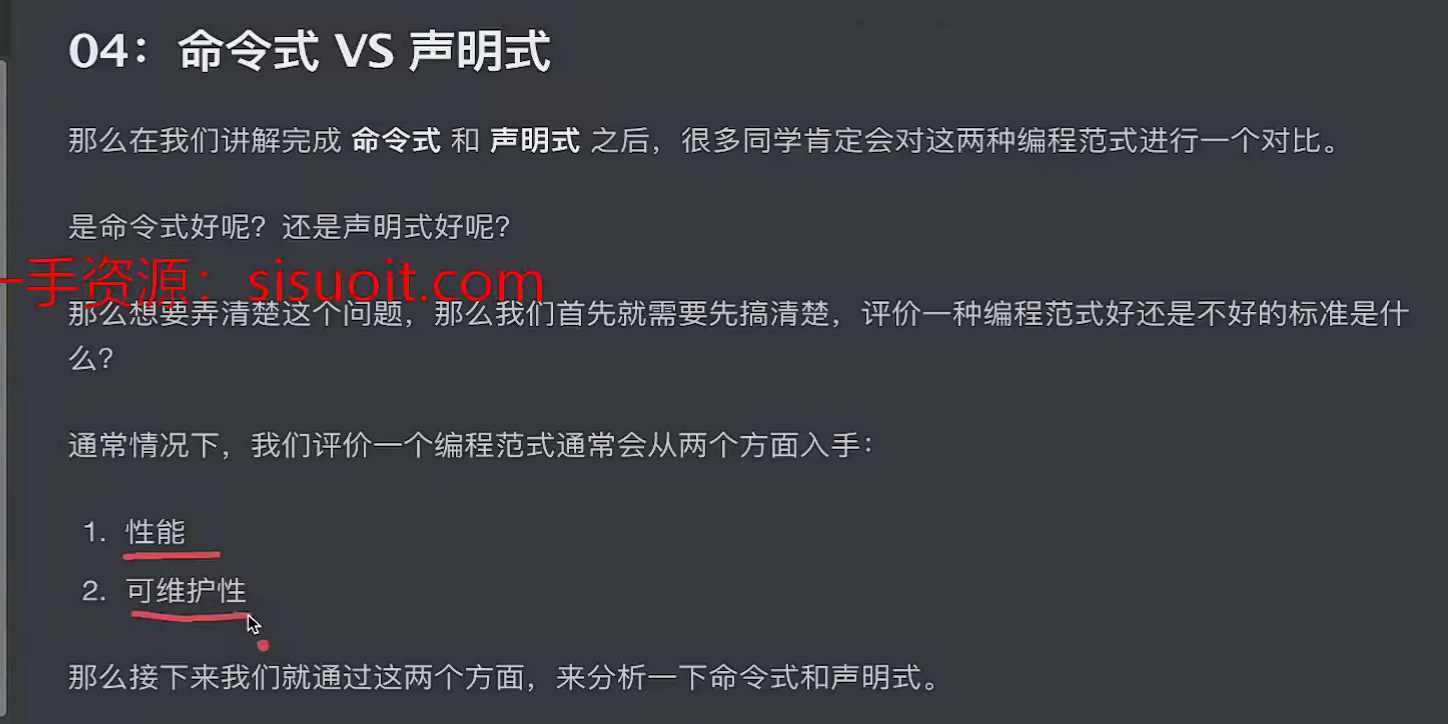 04：命令式 VS 声明式
那么在我们讲解完成 命令式 和 声明式 之后，很多同学肯定会对这两种编程范式进行一个对比。
是命令式好呢？还是声明式好呢？
一手资源：sisuoit.com
那么想要弄清楚这个问题，那么我们首先就需要先搞清楚，评价一种编程范式好还是不好的标准是什
么？
通常情况下，我们评价一个编程范式通常会从两个方面入手：
1. 性能
2. 可维护性
那么接下来我们就通过这两个方面，来分析一下命令式和声明式。